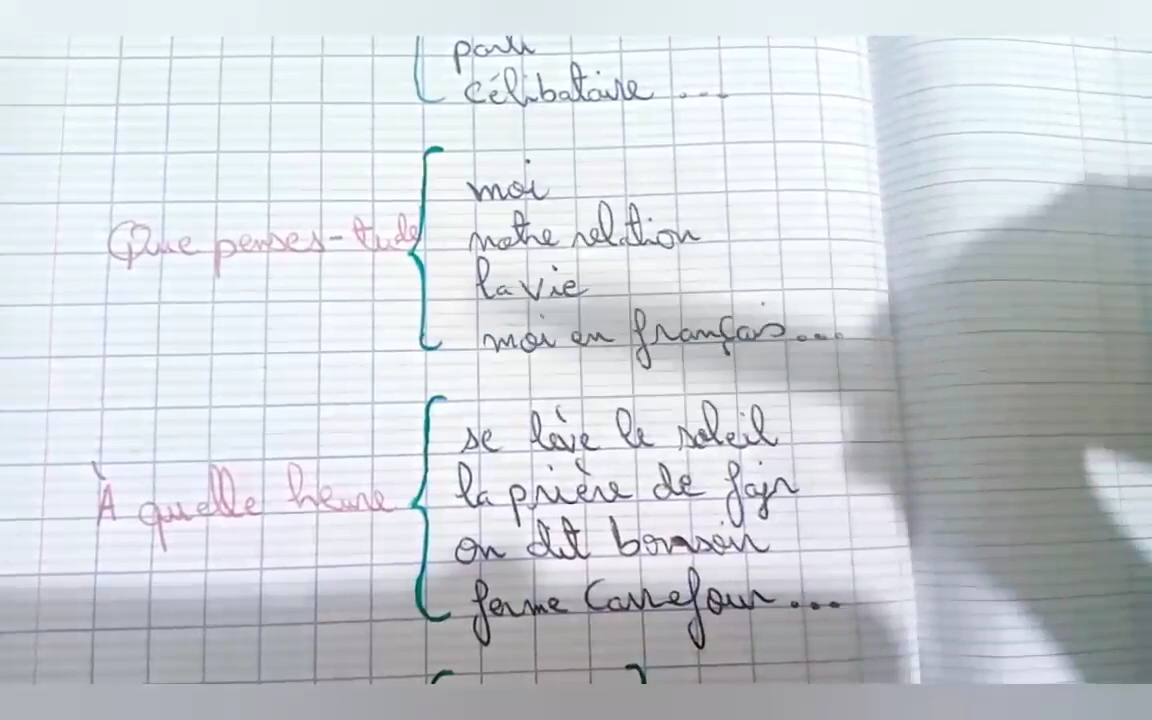 célibataire ...
Que penses-tu de
moi
notre relation
la vie
moi en français...
À quelle heure
se lève le soleil
la prière de fajr
on dit bonsoir
ferme Carrefour...